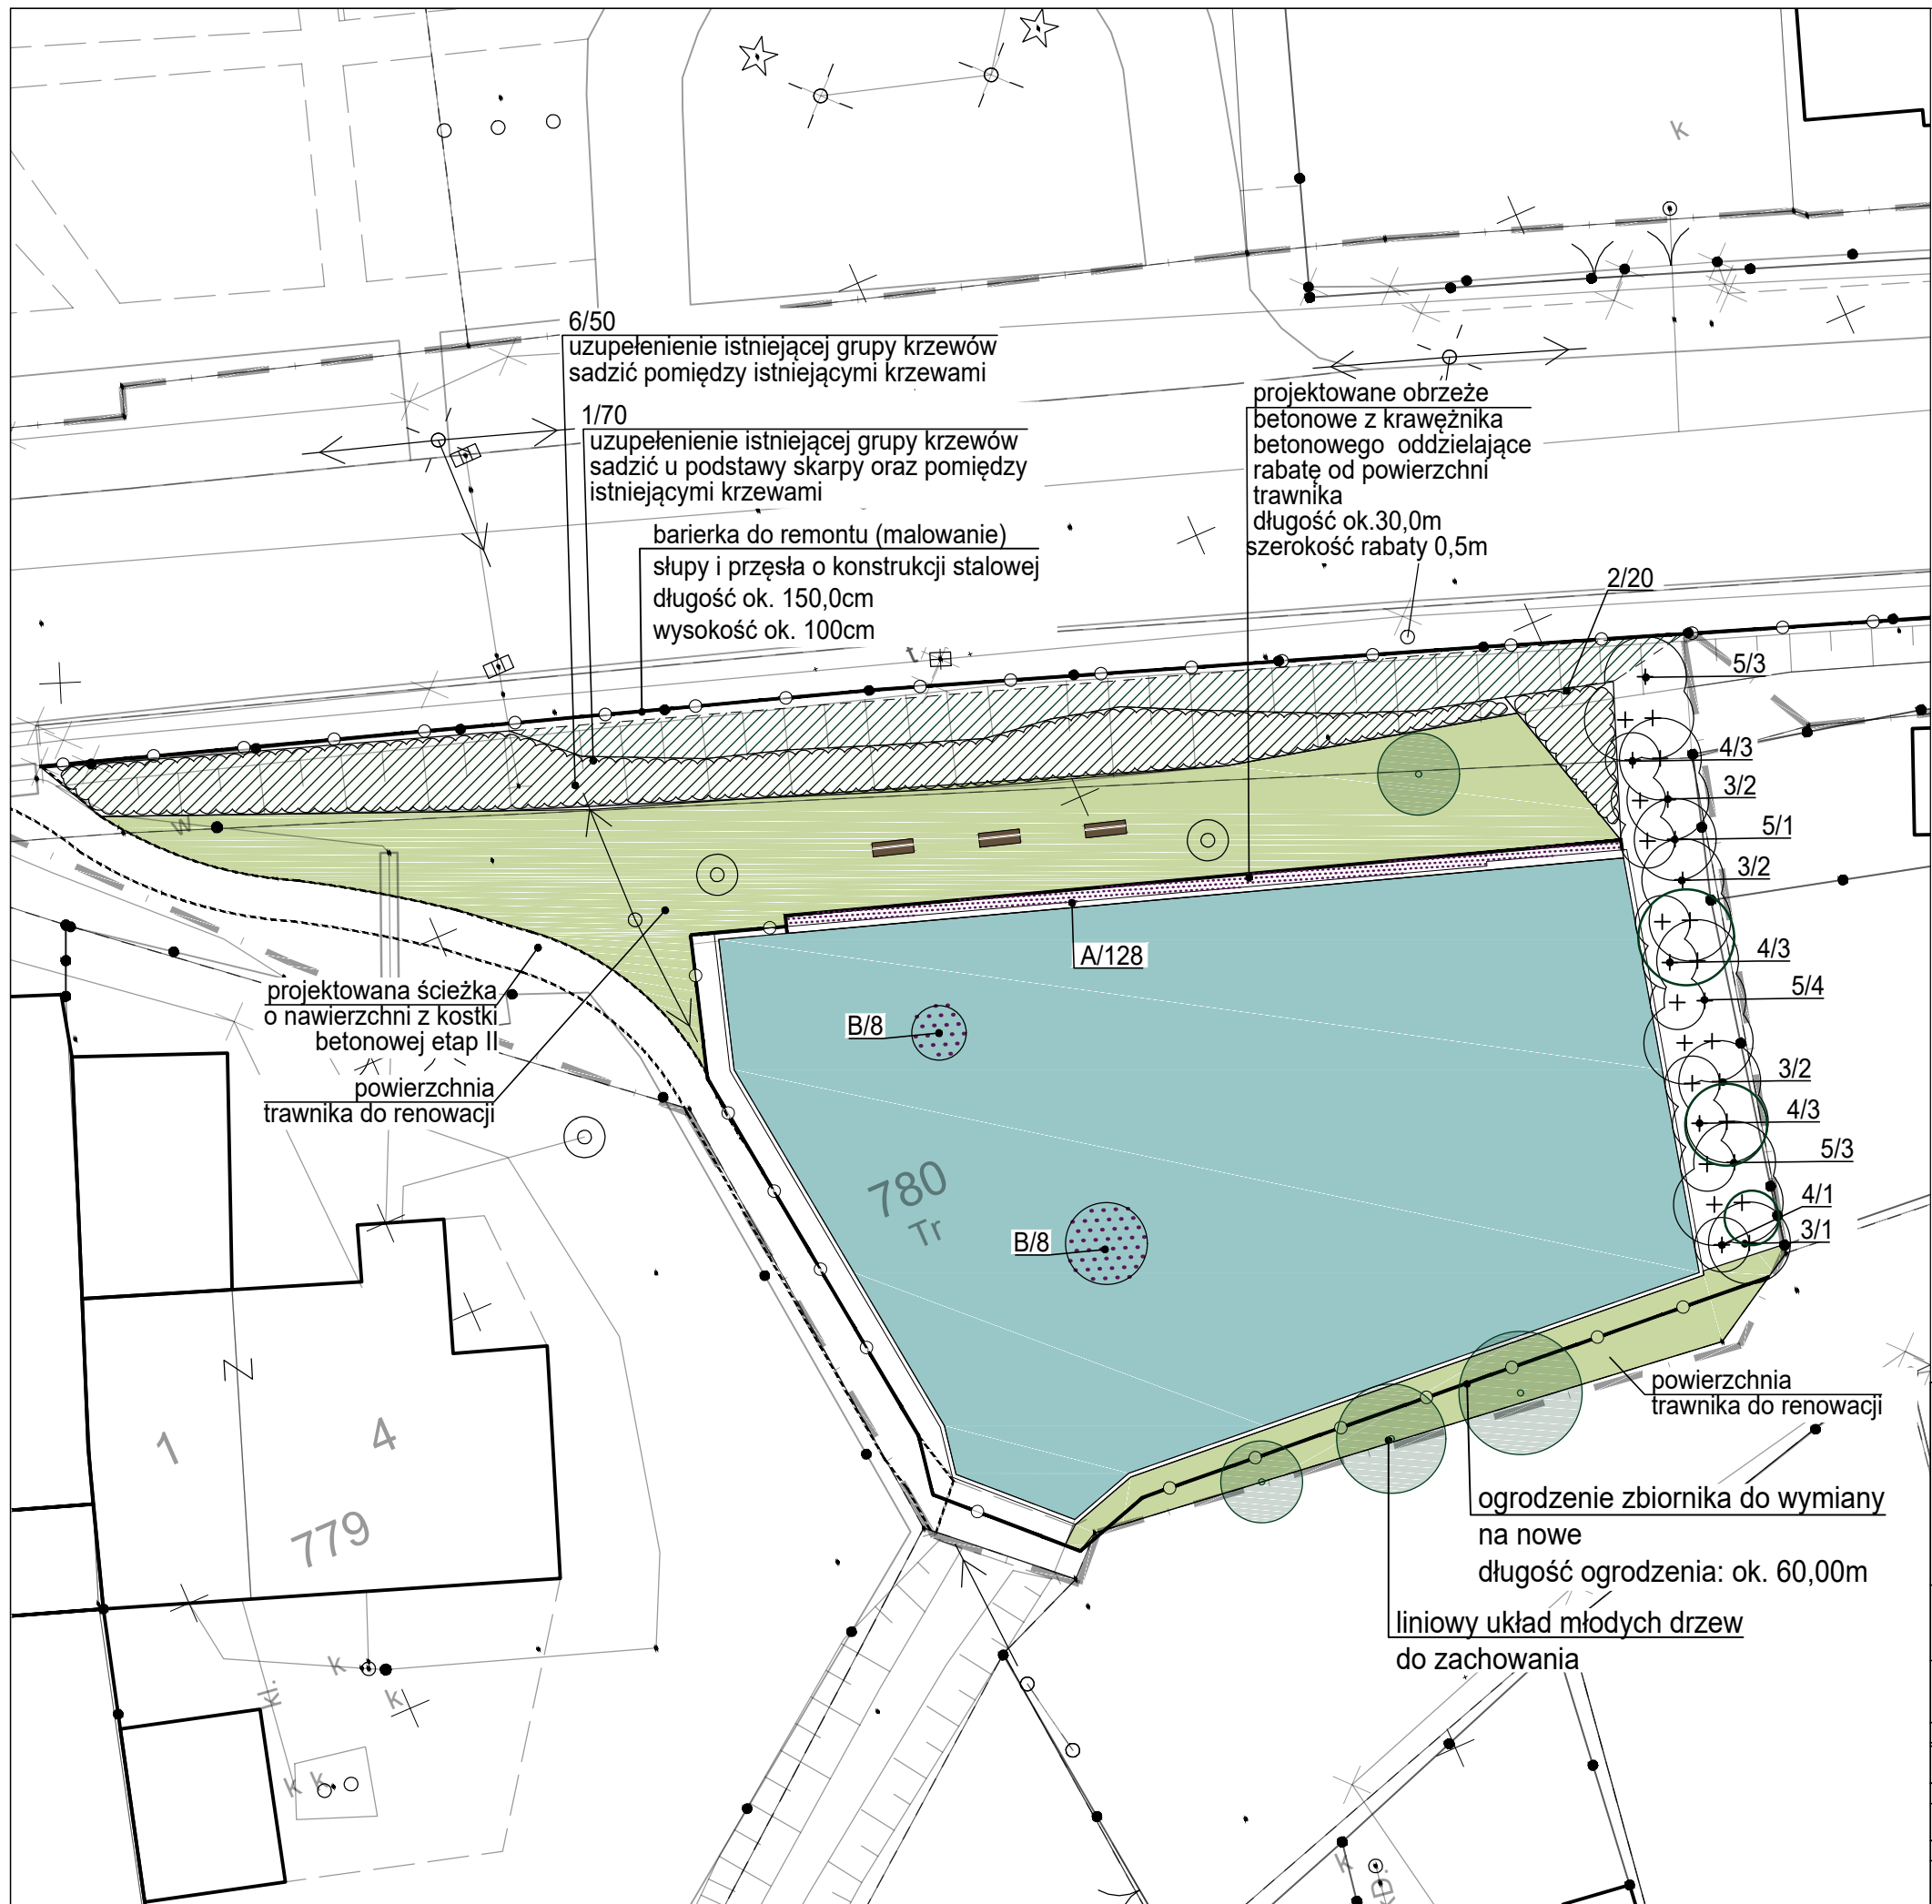 k
6/50
uzupełenienie istniejącej grupy krzewów
sadzić pomiędzy istniejącymi krzewami
1/70
uzupełenienie istniejącej grupy krzewów
sadzić u podstawy skarpy oraz pomiędzy
istniejącymi krzewami
barierka do remontu (malowanie)
słupy i przęsła o konstrukcji stalowej
długość ok. 150,0cm
wysokość ok. 100cm
projektowane obrzeże
betonowe z krawężnika
betonowego oddzielające
rabatę od powierzchni
trawnika
długość ok.30,0m
szerokość rabaty 0,5m
2/20
t
5/3
4/3
3/2
5/1
3/2
4/3
5/4
3/2
4/3
5/3
4/1
3/1
w
A/128
B/8
B/8
780
Tr
projektowana ścieżka
o nawierzchni z kostki
betonowej etap II
powierzchnia
trawnika do renowacji
powierzchnia
trawnika do renowacji
ogrodzenie zbiornika do wymiany
na nowe
długość ogrodzenia: ok. 60,00m
liniowy układ młodych drzew
do zachowania
1
4
N
779
k
kl.
k
k
k
k